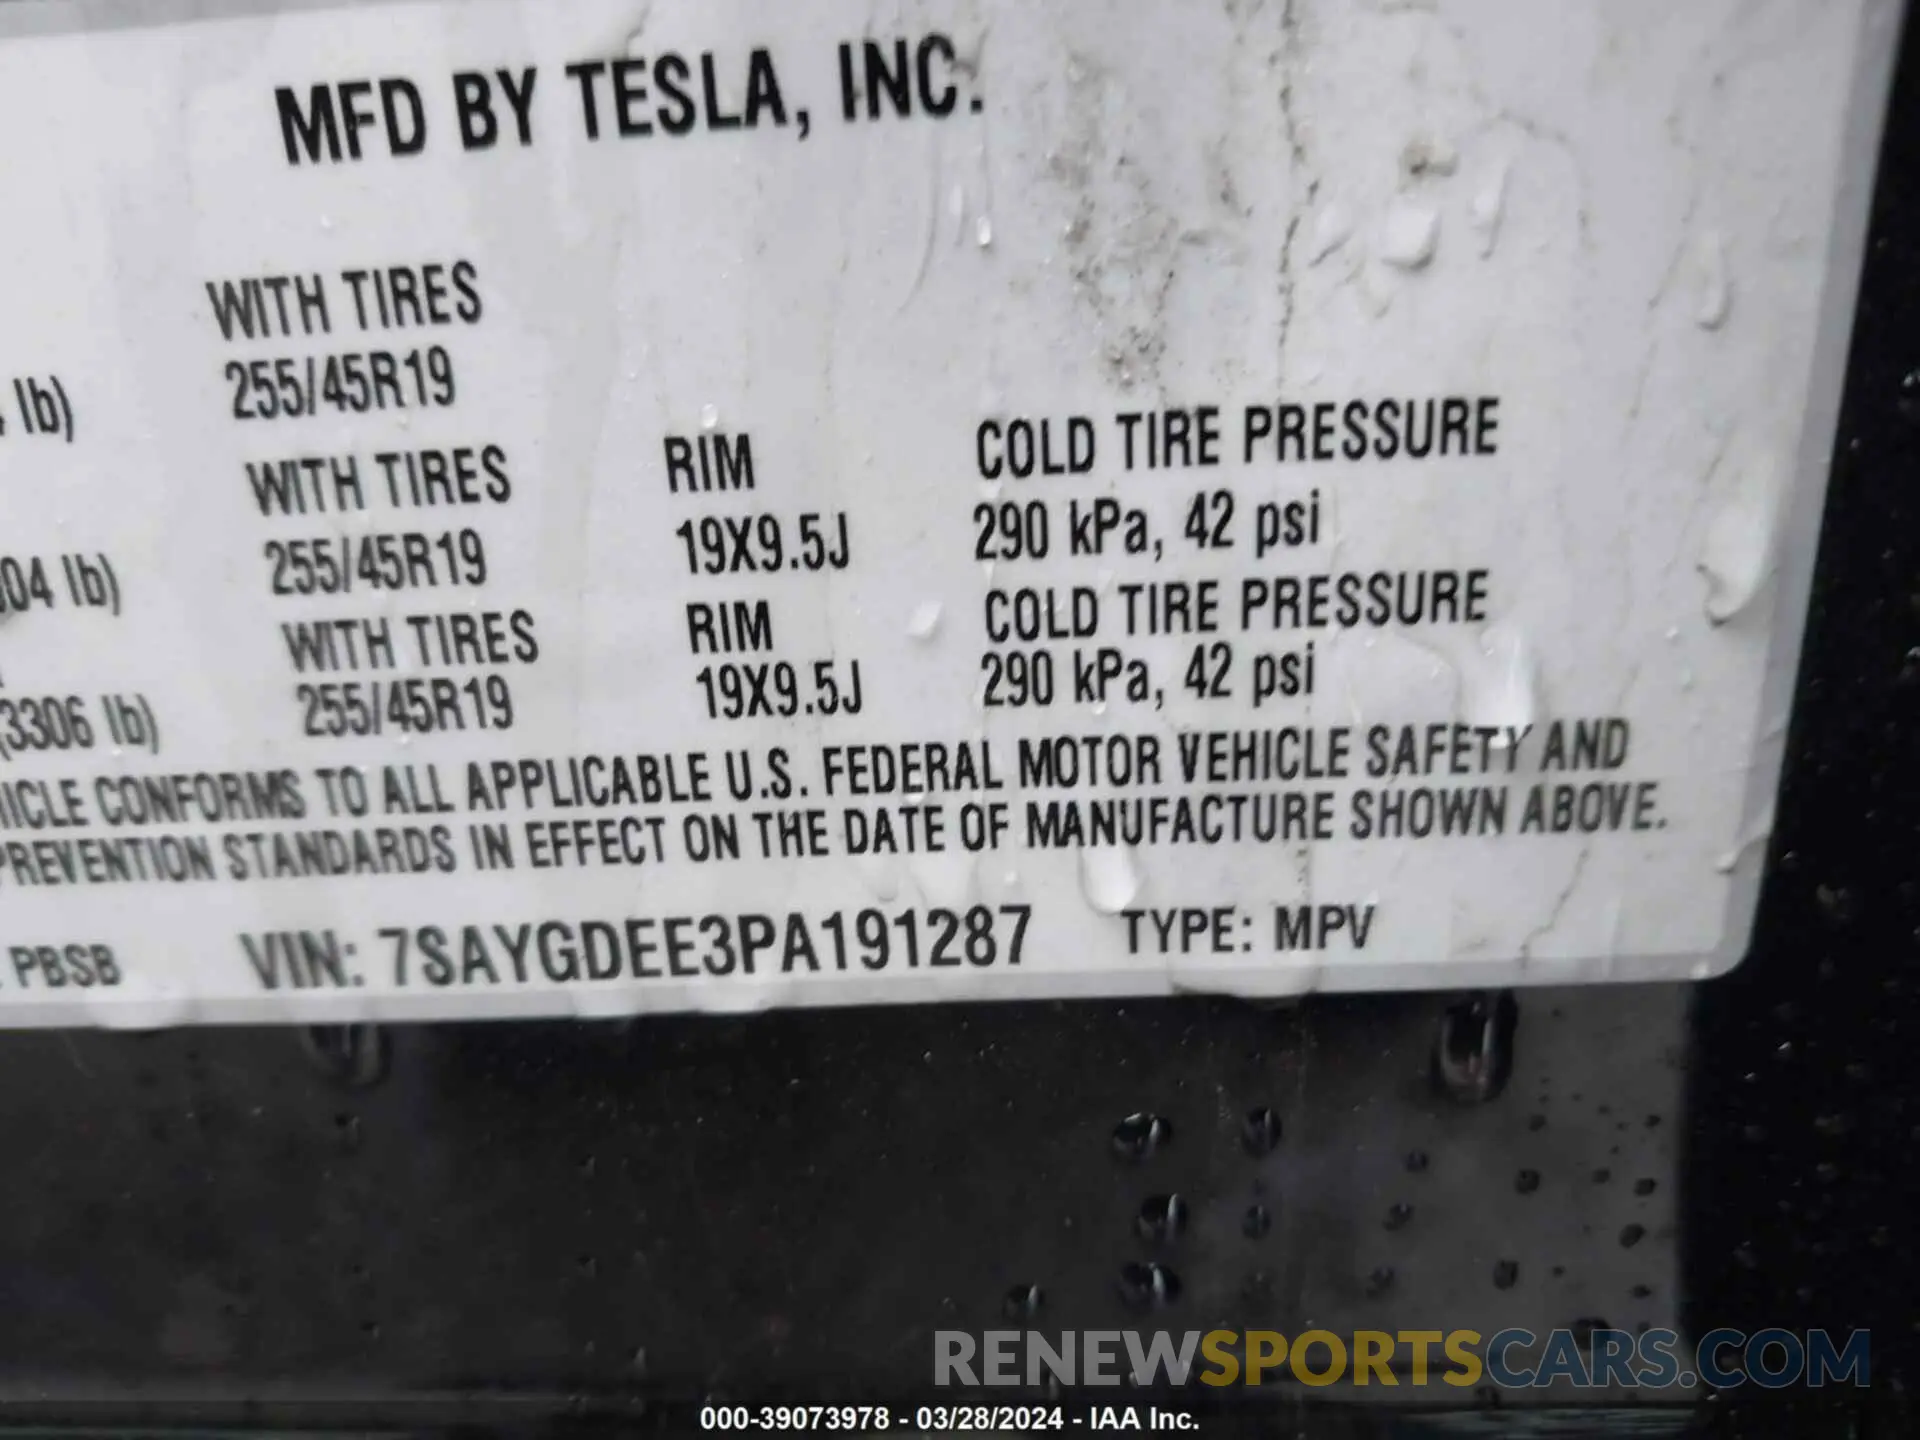 MFD BY TESLA, INC.
WITH TIRES
lb) 255/45R19
WITH TIRES RIM COLD TIRE PRESSURE
04 lb) 255/45R19 19X9.5J 290 kPa, 42 psi
WITH TIRES RIM COLD TIRE PRESSURE
(3306 lb) 255/45R19 19X9.5J 290 kPa, 42 psi
ICLE CONFORMS TO ALL APPLICABLE U.S. FEDERAL MOTOR VEHICLE SAFETY AND
PREVENTION STANDARDS IN EFFECT ON THE DATE OF MANUFACTURE SHOWN ABOVE.
PBSB VIN: 7SAYGDEE3PA191287 TYPE: MPV
RENEWSPORTSCARS.COM
000-39073978 - 03/28/2024 - IAA Inc.